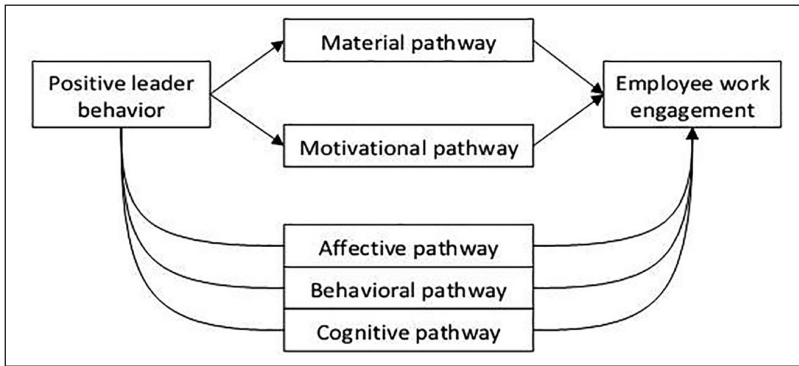 Material pathway
Positive leader
behavior
Employee work
engagement
Motivational pathway
Affective pathway
Behavioral pathway
Cognitive pathway